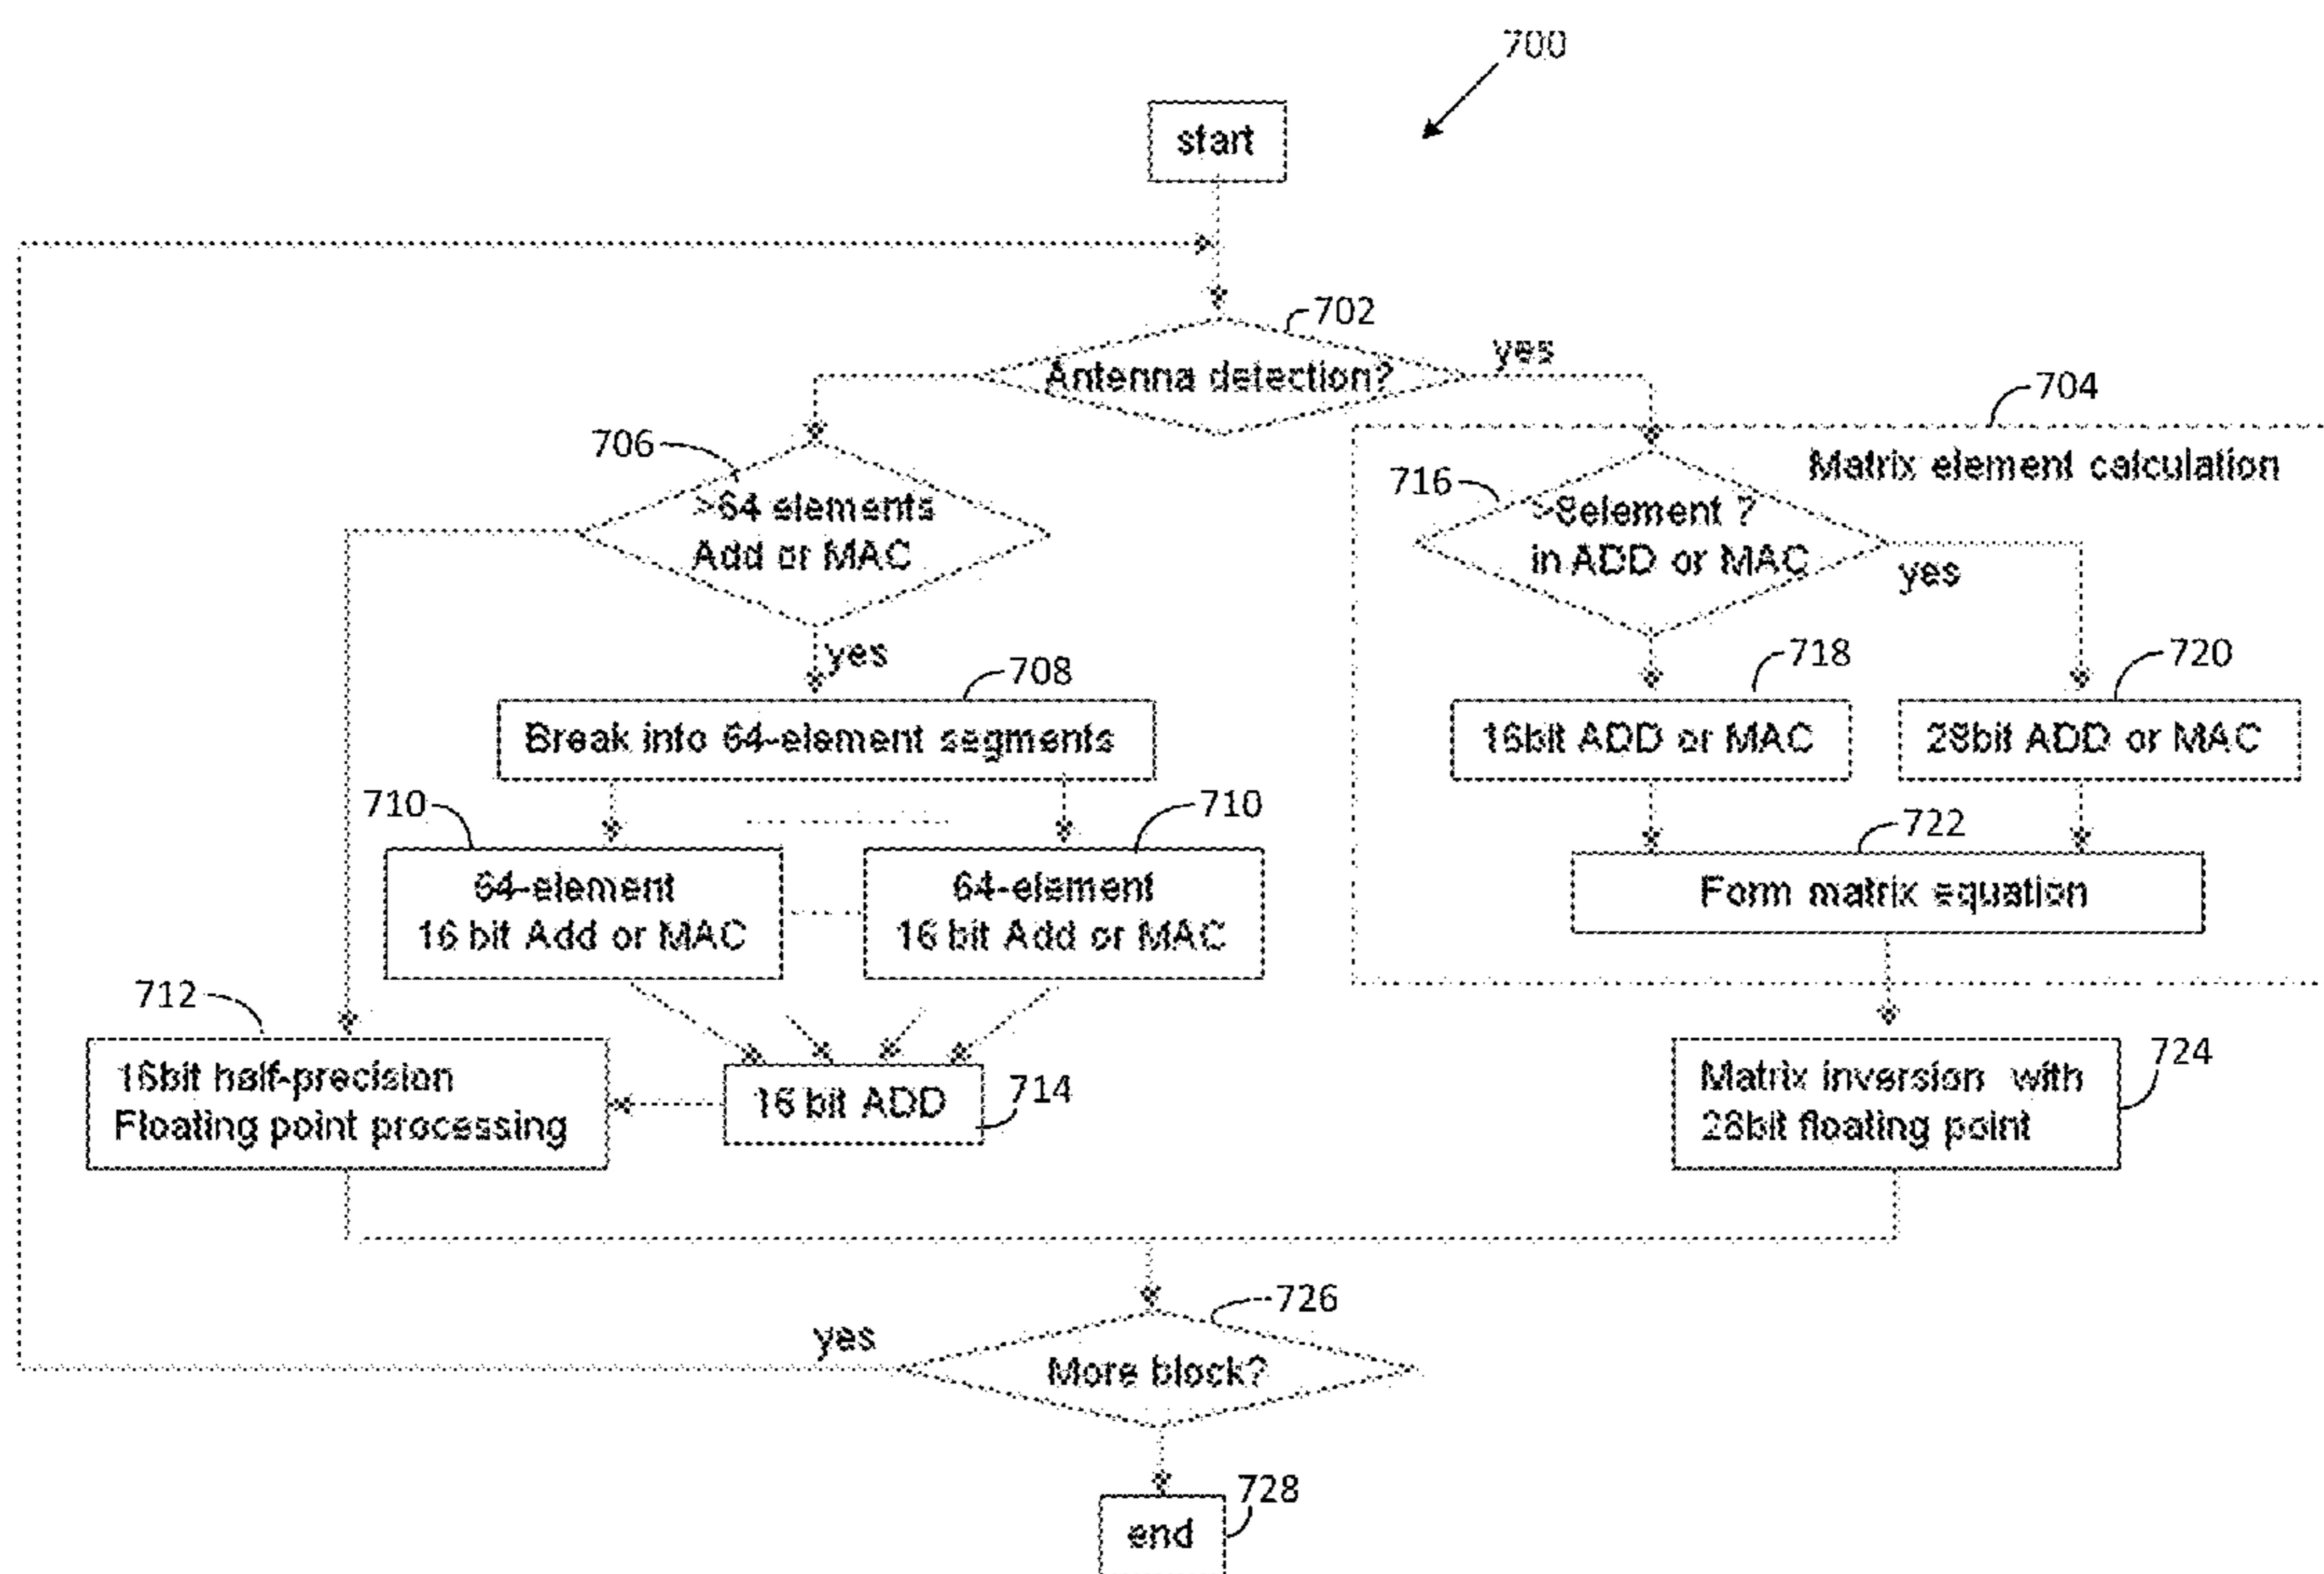 700
start
702
Antenna detection?
yes
704
Matrix element calculation
706
>64 elements
Add or MAC
716
>8element ?
in ADD or MAC
yes
yes
708
Break into 64-element segments
718
16bit ADD or MAC
720
28bit ADD or MAC
710
64-element
16 bit Add or MAC
710
64-element
16 bit Add or MAC
722
Form matrix equation
712
16bit half-precision
Floating point processing
16 bit ADD
714
Matrix inversion with
28bit floating point
724
726
yes
More block?
728
end